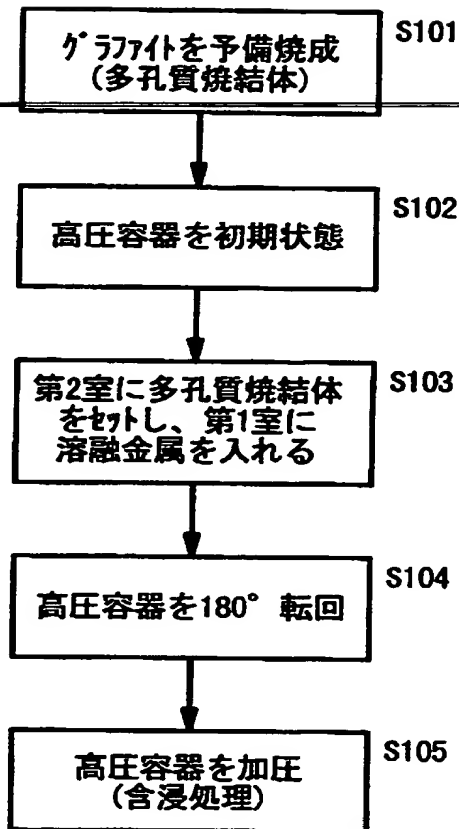 グラファイトを予備焼成
(多孔質焼結体)
S101
高圧容器を初期状態
S102
第2室に多孔質焼結体
をセットし、第1室に
溶融金属を入れる
S103
高圧容器を180°転回
S104
高圧容器を加圧
(含浸処理)
S105